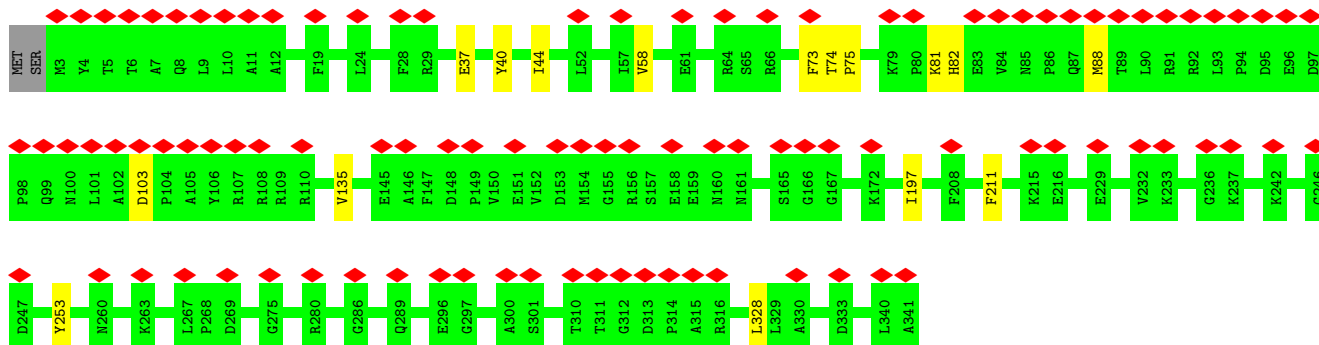 MET SER M3 Y4 T5 T6 A7 Q8 L9 L10 A11 A12 F19 L24 F28 R29 E37 Y40 I44 L52 I57 V58 E61 R64 S65 R66 F73 T74 P75 K79 P80 K81 H82 E83 V84 N85 P86 Q87 M88 T89 L90 R91 R92 L93 P94 D95 E96 D97
P98 Q99 N100 L101 A102 D103 P104 A105 Y106 R107 R108 R109 R110 V135 E145 A146 F147 D148 P149 V150 E151 V152 D153 M154 G155 R156 S157 E158 E159 N160 N161 S165 G166 G167 K172 I197 F208 F211 K215 E216 E229 V232 K233 G236 K237 K242 G246
D247 Y253 N260 K263 L267 P268 D269 G275 R280 G286 Q289 E296 G297 A300 S301 T310 T311 G312 D313 P314 A315 R316 L328 L329 A330 D333 L340 A341